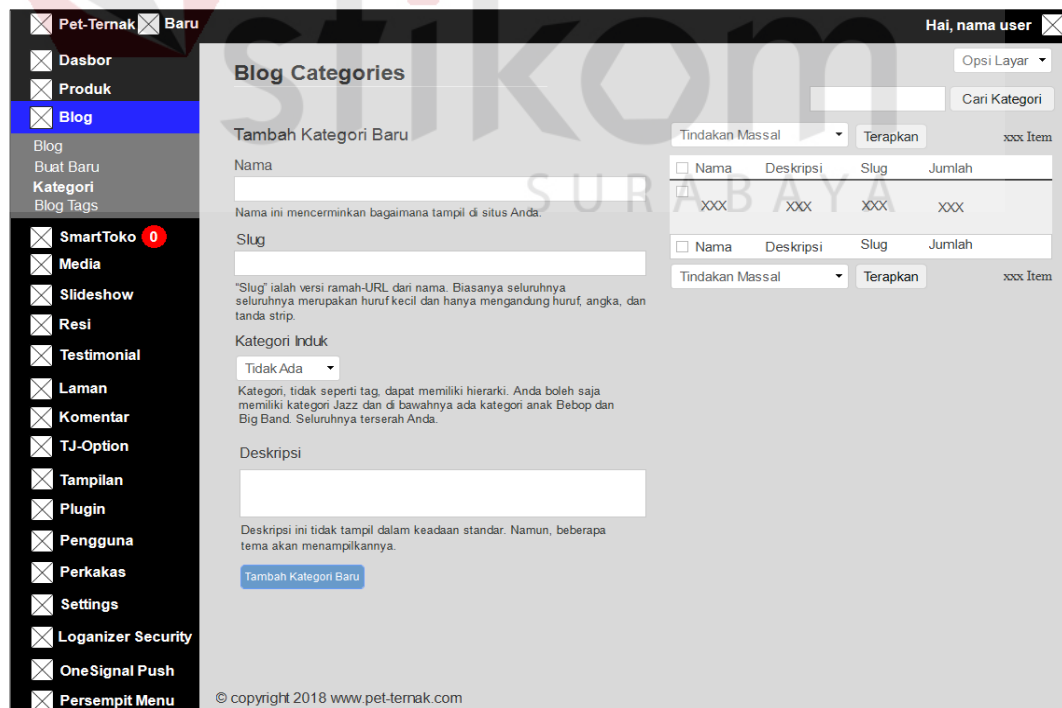 Pet-Ternak Baru
Hai, nama user
Dasbor
Produk
Blog
Blog
Buat Baru
Kategori
Blog Tags
SmartToko 0
Media
Slideshow
Resi
Testimonial
Laman
Komentar
TJ-Option
Tampilan
Plugin
Pengguna
Perkakas
Settings
Loganizer Security
OneSignal Push
Persempit Menu
stikom
SURABAYA
Blog Categories
Opsi Layar
Cari Kategori
Tambah Kategori Baru
Nama
Nama ini mencerminkan bagaimana tampil di situs Anda.
Slug
"Slug" ialah versi ramah-URL dari nama. Biasanya seluruhnya
seluruhnya merupakan huruf kecil dan hanya mengandung huruf, angka, dan
tanda strip.
Kategori Induk
Tidak Ada
Kategori, tidak seperti tag, dapat memiliki hierarki. Anda boleh saja
memiliki kategori Jazz dan di bawahnya ada kategori anak Bebop dan
Big Band. Seluruhnya terserah Anda.
Deskripsi
Deskripsi ini tidak tampil dalam keadaan standar. Namun, beberapa
tema akan menampilkannya.
Tambah Kategori Baru
Tindakan Massal Terapkan xxx Item
Nama Deskripsi Slug Jumlah
XXX XXX XXX XXX
Nama Deskripsi Slug Jumlah
Tindakan Massal Terapkan xxx Item
© copyright 2018 www.pet-ternak.com